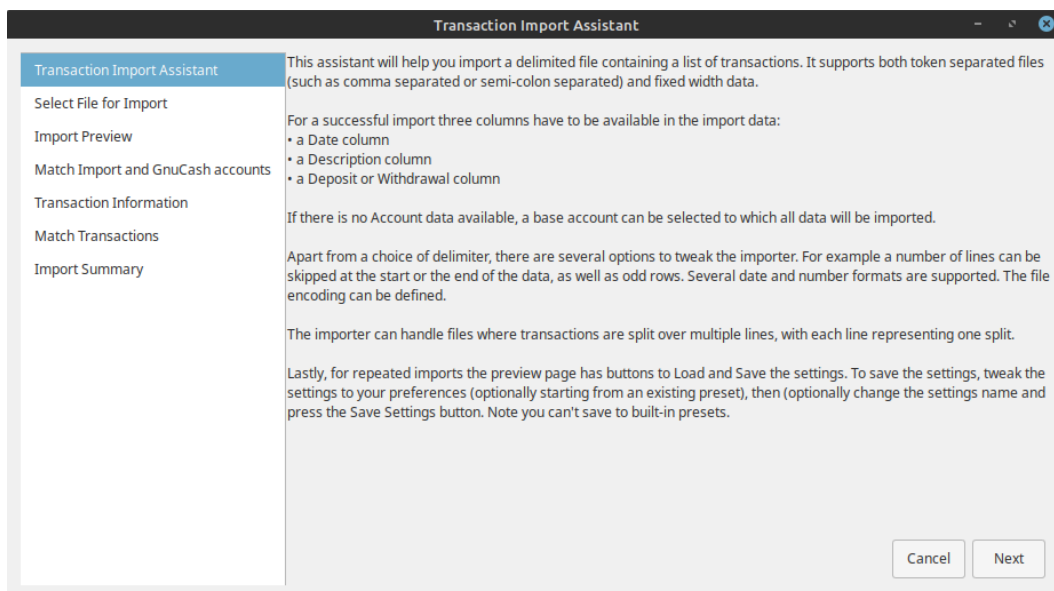 Transaction Import Assistant
Transaction Import Assistant
Select File for Import
Import Preview
Match Import and GnuCash accounts
Transaction Information
Match Transactions
Import Summary
This assistant will help you import a delimited file containing a list of transactions. It supports both token separated files
(such as comma separated or semi-colon separated) and fixed width data.
For a successful import three columns have to be available in the import data:
• a Date column
• a Description column
• a Deposit or Withdrawal column
If there is no Account data available, a base account can be selected to which all data will be imported.
Apart from a choice of delimiter, there are several options to tweak the importer. For example a number of lines can be
skipped at the start or the end of the data, as well as odd rows. Several date and number formats are supported. The file
encoding can be defined.
The importer can handle files where transactions are split over multiple lines, with each line representing one split.
Lastly, for repeated imports the preview page has buttons to Load and Save the settings. To save the settings, tweak the
settings to your preferences (optionally starting from an existing preset), then (optionally change the settings name and
press the Save Settings button. Note you can't save to built-in presets.
Cancel
Next